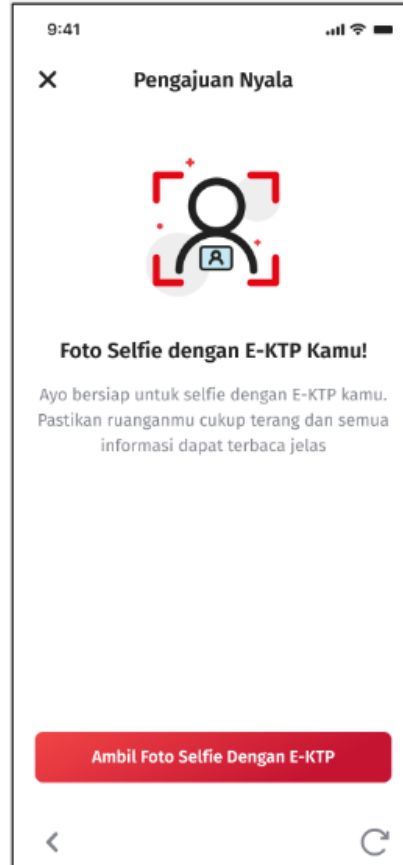 9:41
Pengajuan Nyala
Foto Selfie dengan E-KTP Kamu!
Ayo bersiap untuk selfie dengan E-KTP kamu.
Pastikan ruanganmu cukup terang dan semua
informasi dapat terbaca jelas
Ambil Foto Selfie Dengan E-KTP